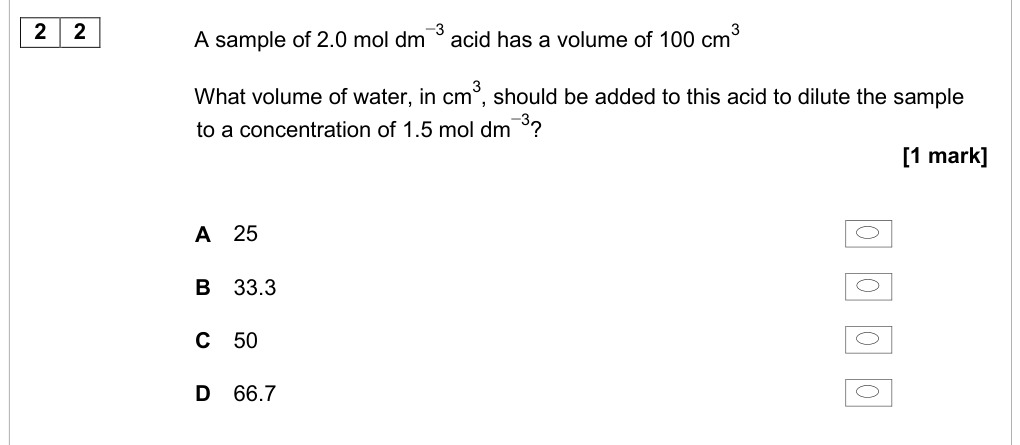 2 2
A sample of 2.0 mol dm⁻³ acid has a volume of 100 cm³
What volume of water, in cm³, should be added to this acid to dilute the sample
to a concentration of 1.5 mol dm⁻³?
[1 mark]
A 25
B 33.3
C 50
D 66.7